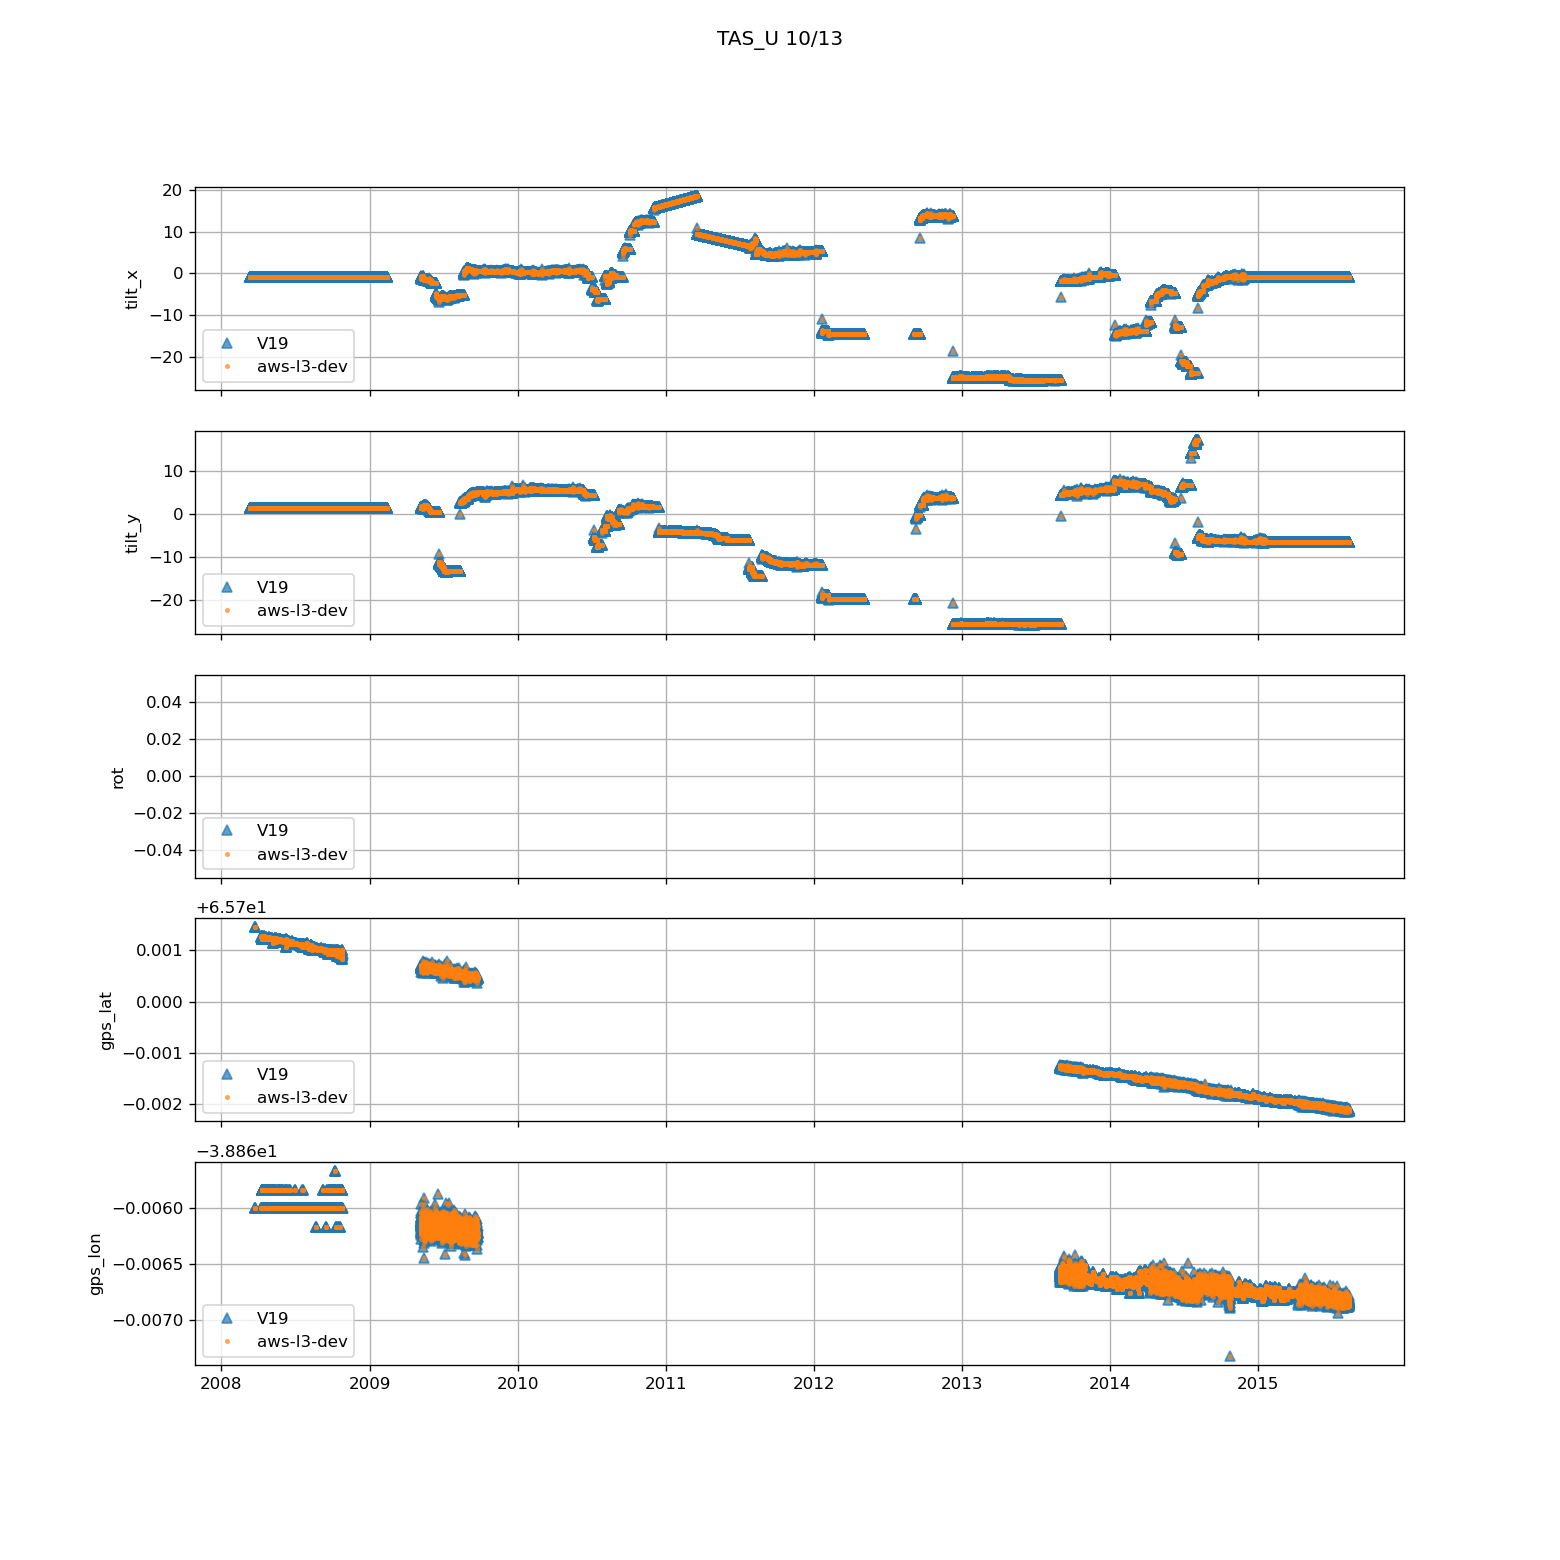 TAS_U 10/13
20
10
0
−10
−20
tilt_x
V19
aws-l3-dev
10
0
−10
−20
tilt_y
V19
aws-l3-dev
0.04
0.02
0.00
−0.02
−0.04
rot
V19
aws-l3-dev
+6.57e1
0.001
0.000
−0.001
−0.002
gps_lat
V19
aws-l3-dev
−3.886e1
−0.0060
−0.0065
−0.0070
gps_lon
V19
aws-l3-dev
2008 2009 2010 2011 2012 2013 2014 2015